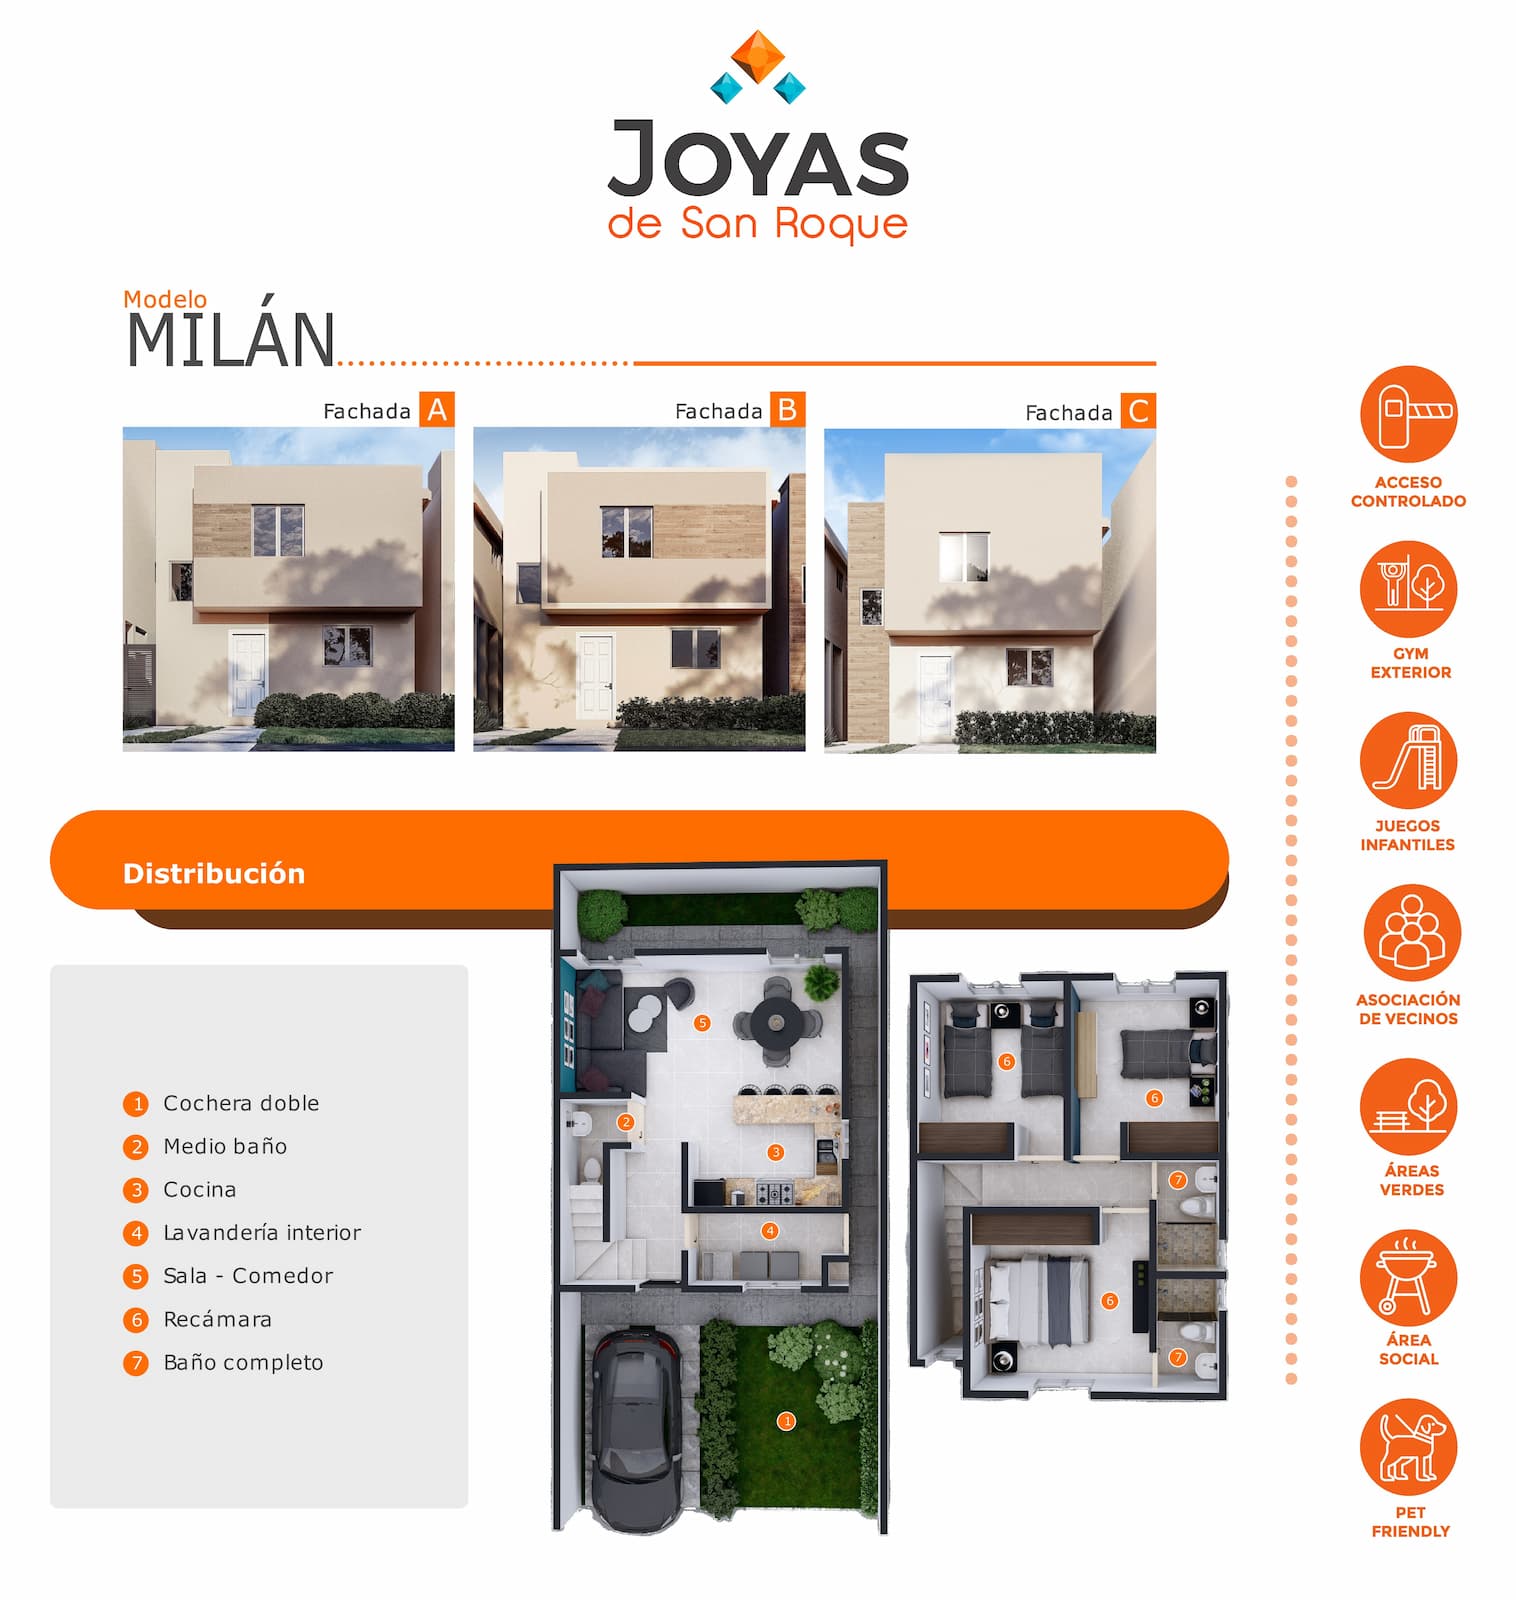 JOYAS
de San Roque
Modelo
MILÁN
Fachada A
Fachada B
Fachada C
Distribución
1 Cochera doble
2 Medio baño
3 Cocina
4 Lavandería interior
5 Sala - Comedor
6 Recámara
7 Baño completo
5
2
3
4
1
6
6
7
6
7
ACCESO
CONTROLADO
GYM
EXTERIOR
JUEGOS
INFANTILES
ASOCIACIÓN
DE VECINOS
ÁREAS
VERDES
ÁREA
SOCIAL
PET
FRIENDLY